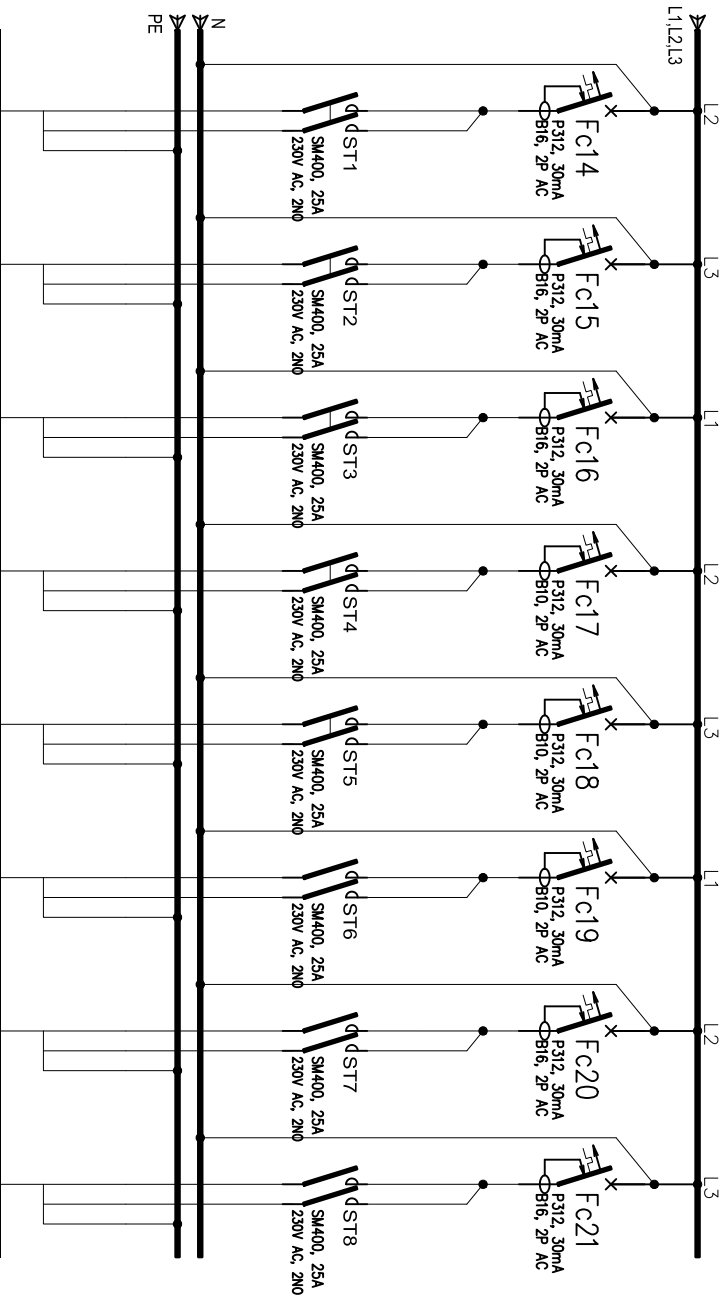 L1,L2,L3
L2
Fc14
P312, 30mA
B16, 2P AC
ST1
SM400, 25A
230V AC, 2NO
L3
Fc15
P312, 30mA
B16, 2P AC
ST2
SM400, 25A
230V AC, 2NO
L1
Fc16
P312, 30mA
B16, 2P AC
ST3
SM400, 25A
230V AC, 2NO
L2
Fc17
P312, 30mA
B10, 2P AC
ST4
SM400, 25A
230V AC, 2NO
L3
Fc18
P312, 30mA
B10, 2P AC
ST5
SM400, 25A
230V AC, 2NO
L1
Fc19
P312, 30mA
B10, 2P AC
ST6
SM400, 25A
230V AC, 2NO
L2
Fc20
P312, 30mA
B16, 2P AC
ST7
SM400, 25A
230V AC, 2NO
L3
Fc21
P312, 30mA
B16, 2P AC
ST8
SM400, 25A
230V AC, 2NO
N
PE